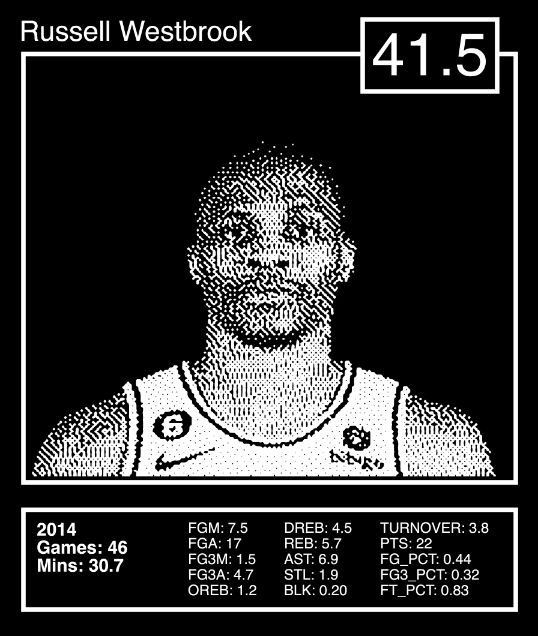 Russell Westbrook
41.5
6
2014
Games: 46
Mins: 30.7
FGM: 7.5
FGA: 17
FG3M: 1.5
FG3A: 4.7
OREB: 1.2
DREB: 4.5
REB: 5.7
AST: 6.9
STL: 1.9
BLK: 0.20
TURNOVER: 3.8
PTS: 22
FG_PCT: 0.44
FG3_PCT: 0.32
FT_PCT: 0.83